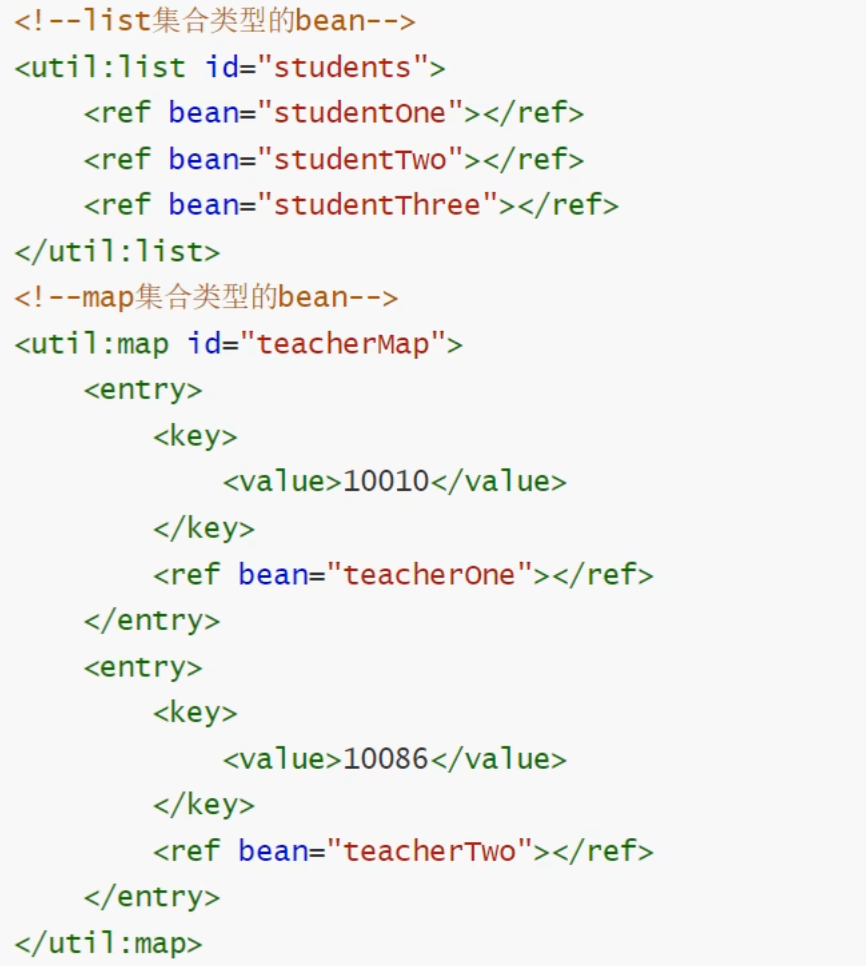 <!--list集合类型的bean-->
<util:list id="students">
    <ref bean="studentOne"></ref>
    <ref bean="studentTwo"></ref>
    <ref bean="studentThree"></ref>
</util:list>
<!--map集合类型的bean-->
<util:map id="teacherMap">
    <entry>
        <key>
            <value>10010</value>
        </key>
        <ref bean="teacherOne"></ref>
    </entry>
    <entry>
        <key>
            <value>10086</value>
        </key>
        <ref bean="teacherTwo"></ref>
    </entry>
</util:map>